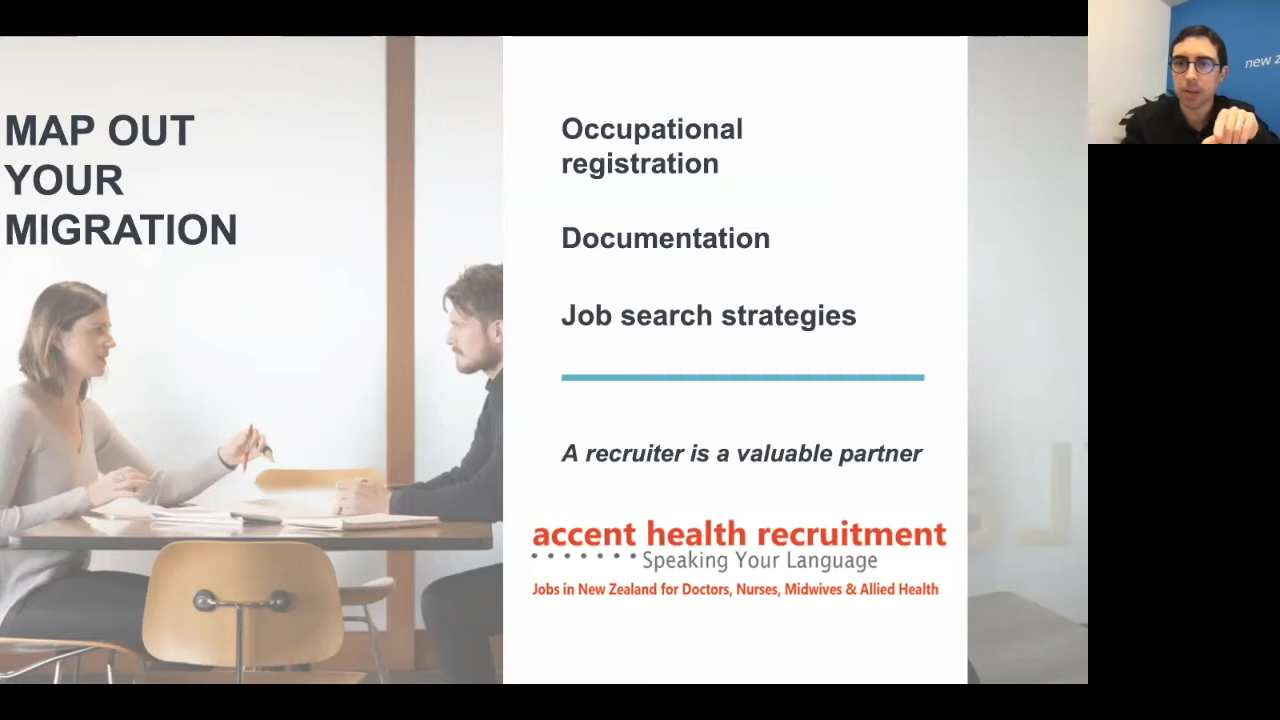 MAP OUT
YOUR
MIGRATION
Occupational
registration
Documentation
Job search strategies
A recruiter is a valuable partner
accent health recruitment
Speaking Your Language
Jobs in New Zealand for Doctors, Nurses, Midwives & Allied Health
new